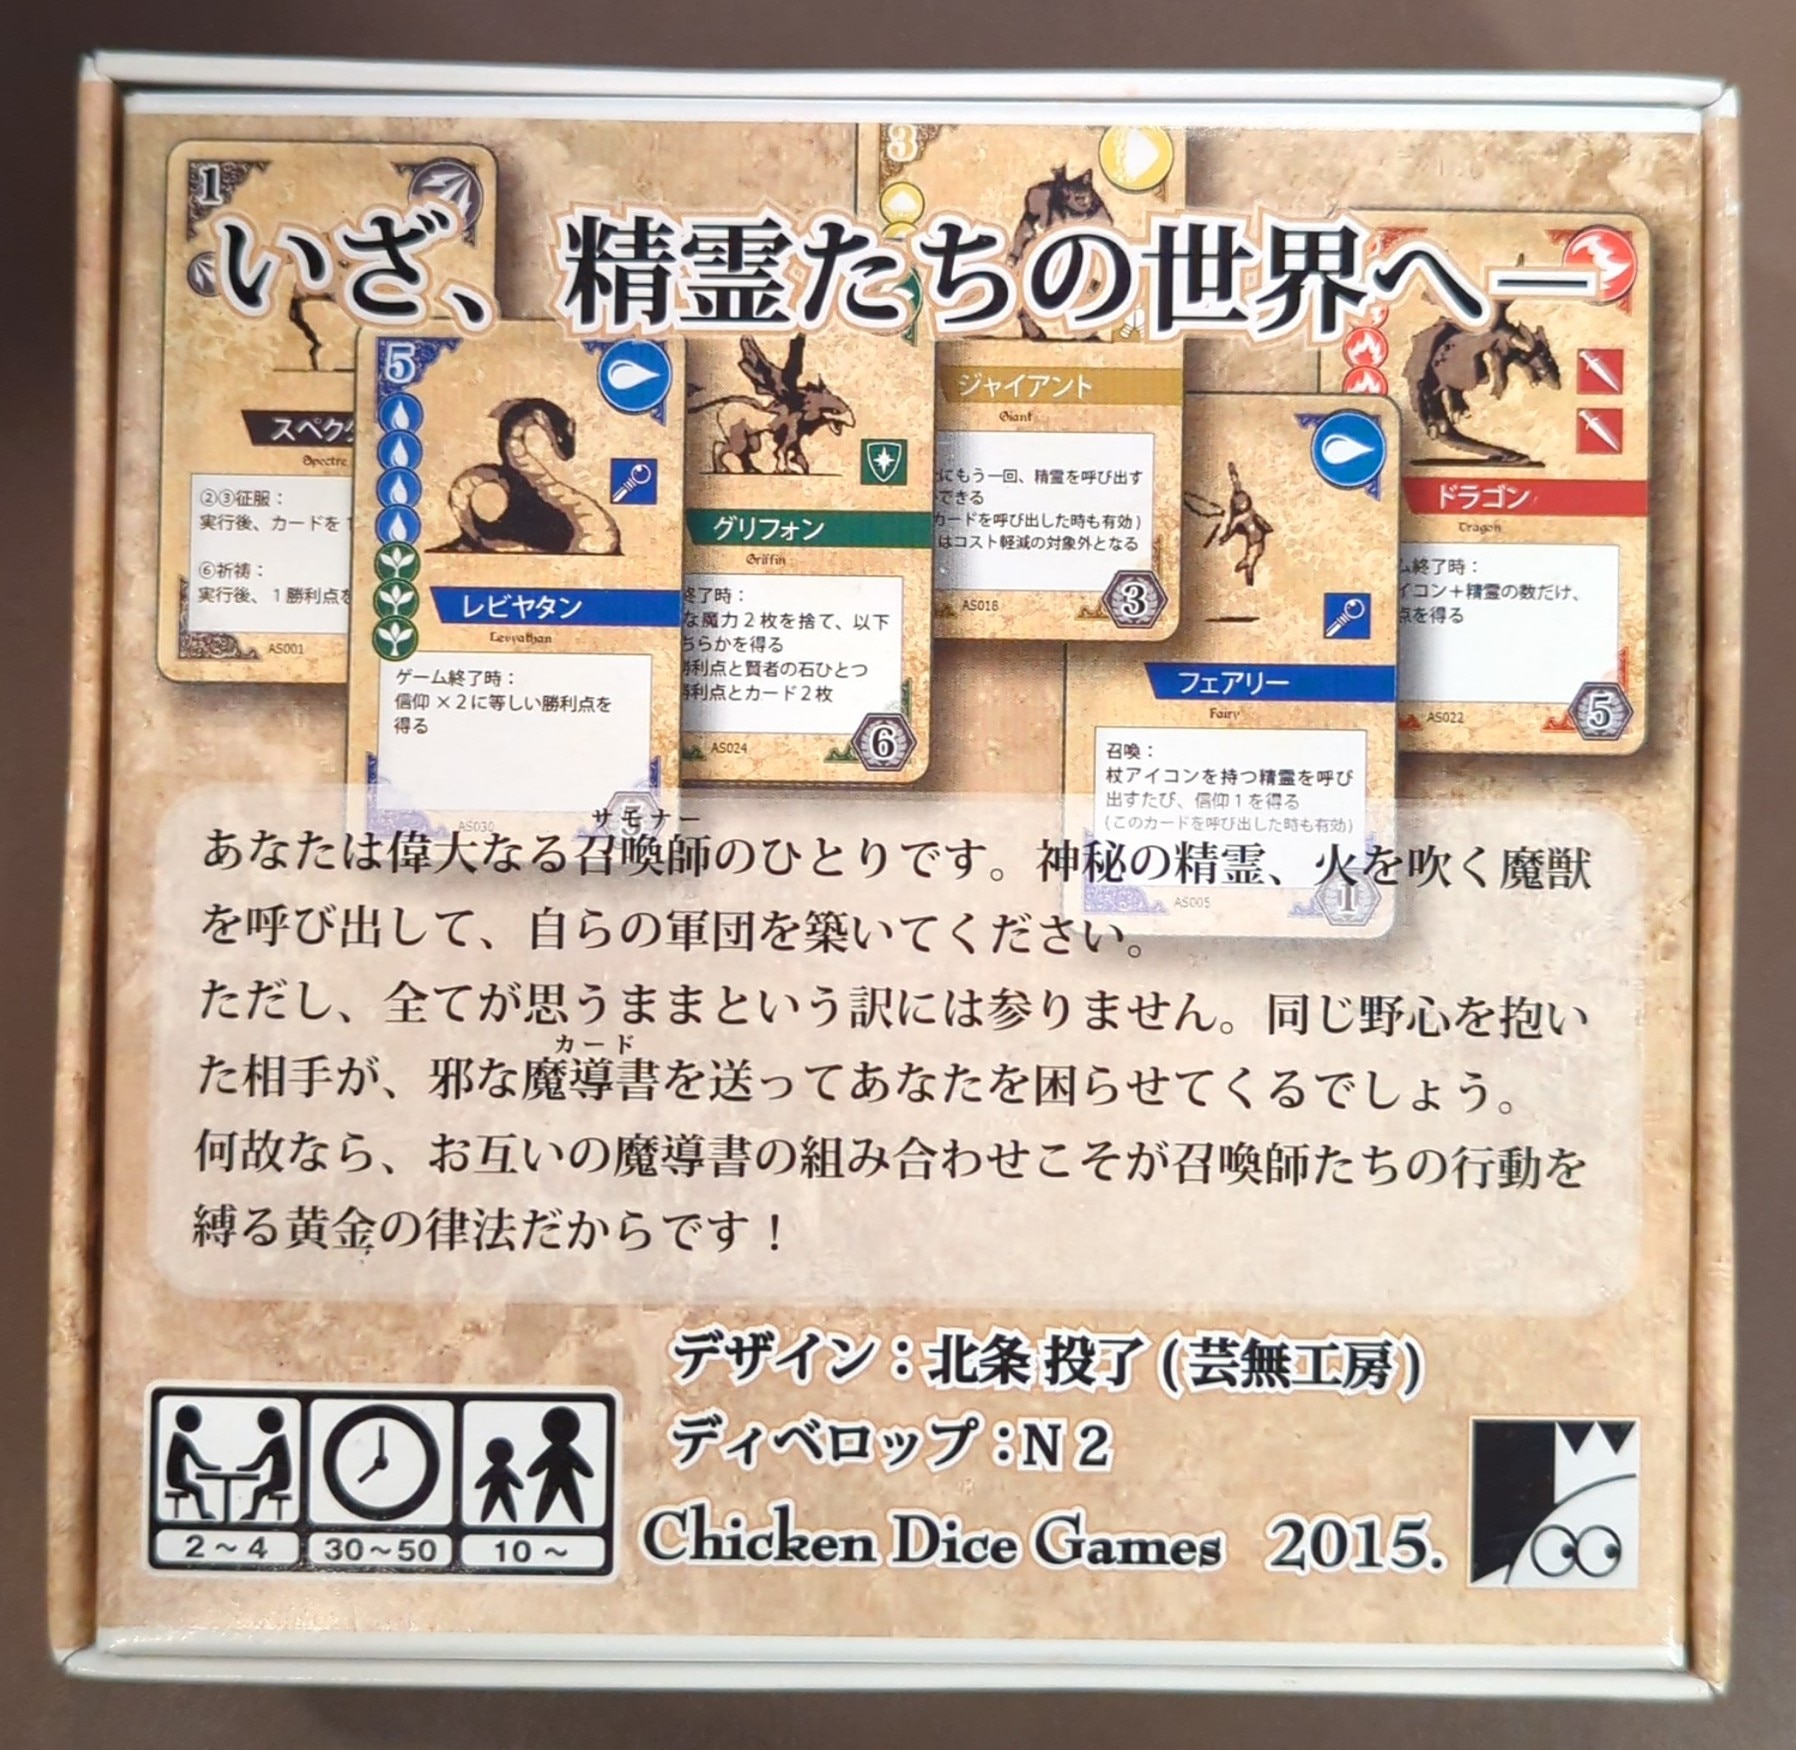 いざ、精霊たちの世界へー
1
スペク
Spectre
②③征服：
実行後、カードを1
⑥祈祷：
実行後、1勝利点を
AS001
5
レビヤタン
Levyathan
ゲーム終了時：
信仰×2に等しい勝利点を
得る
AS030
5
グリフォン
Griffin
終了時：
な魔力2枚を捨て、以下
ちらかを得る
勝利点と賢者の石ひとつ
勝利点とカード2枚
AS024
6
3
ジャイアント
Giant
にもう一回、精霊を呼び出す
できる
カードを呼び出した時も有効)
はコスト軽減の対象外となる
AS018
3
フェアリー
Fairy
召喚：
杖アイコンを持つ精霊を呼び
出すたび、信仰1を得る
(このカードを呼び出した時も有効)
AS005
1
ドラゴン
Dragon
ム終了時：
イコン+精霊の数だけ、
点を得る
AS022
5
サモナー
あなたは偉大なる召喚師のひとりです。神秘の精霊、火を吹く魔獣
を呼び出して、自らの軍団を築いてください。
ただし、全てが思うままという訳には参りません。同じ野心を抱い
カード
た相手が、邪な魔導書を送ってあなたを困らせてくるでしょう。
何故なら、お互いの魔導書の組み合わせこそが召喚師たちの行動を
縛る黄金の律法だからです！
デザイン：北条投了(芸無工房)
ディベロップ：N2
Chicken Dice Games 2015.
2～4 30～50 10～